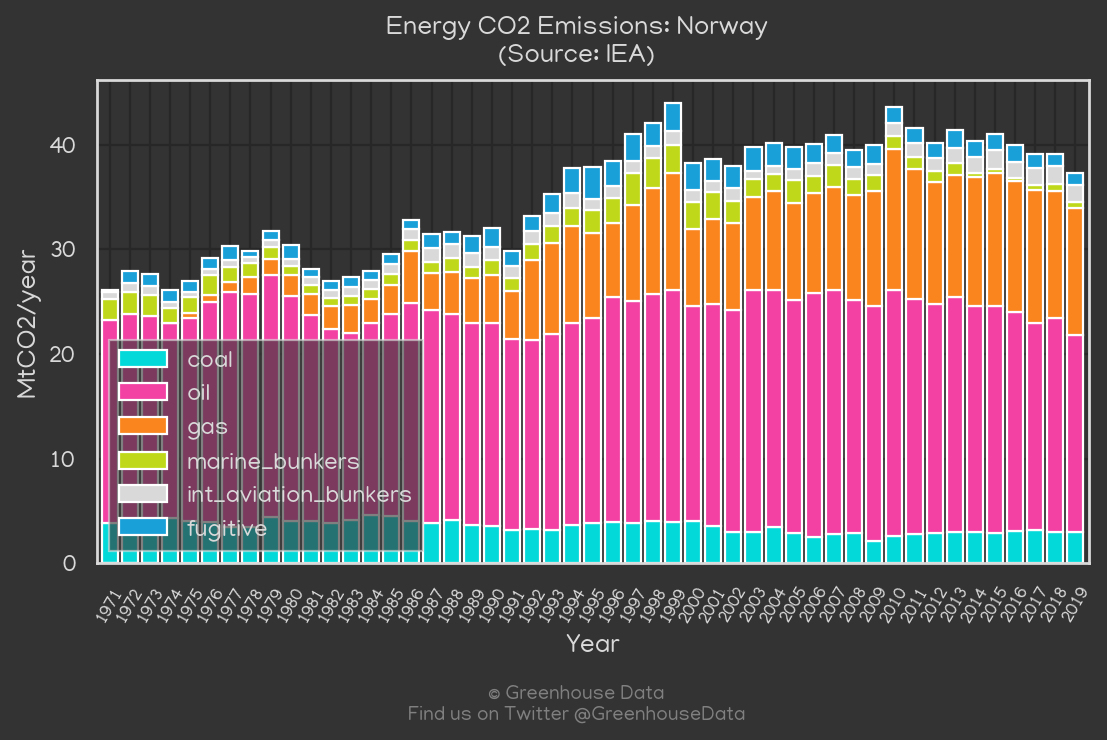 Energy CO2 Emissions: Norway
(Source: IEA)
MtCO2/year
40
30
20
10
0
coal
oil
gas
marine_bunkers
int_aviation_bunkers
fugitive
1971 1972 1973 1974 1975 1976 1977 1978 1979 1980 1981 1982 1983 1984 1985 1986 1987 1988 1989 1990 1991 1992 1993 1994 1995 1996 1997 1998 1999 2000 2001 2002 2003 2004 2005 2006 2007 2008 2009 2010 2011 2012 2013 2014 2015 2016 2017 2018 2019
Year
© Greenhouse Data
Find us on Twitter @GreenhouseData